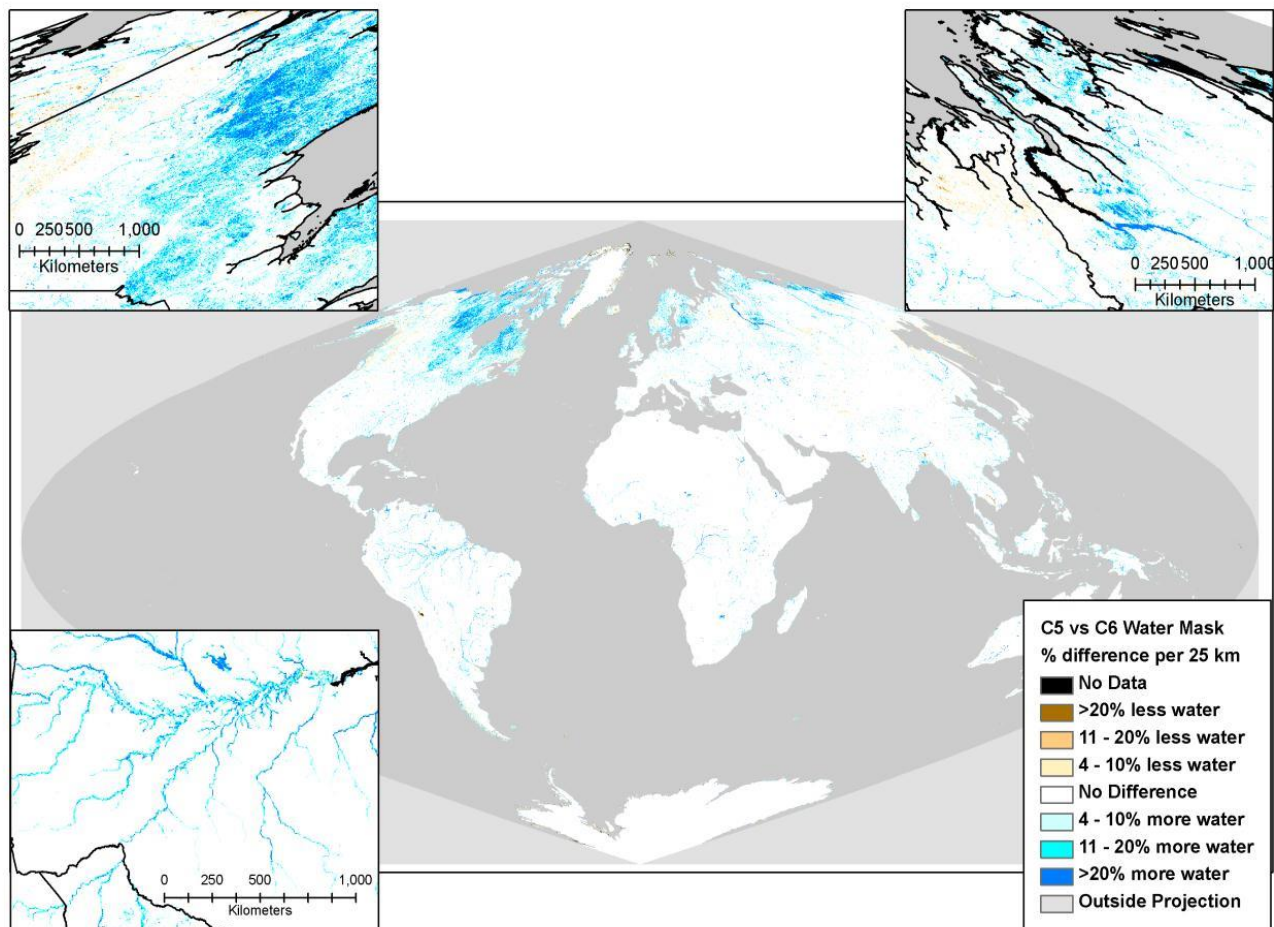 0 250 500 1,000
Kilometers
0 250 500 1,000
Kilometers
0 250 500 1,000
Kilometers
C5 vs C6 Water Mask
% difference per 25 km
No Data
>20% less water
11 - 20% less water
4 - 10% less water
No Difference
4 - 10% more water
11 - 20% more water
>20% more water
Outside Projection